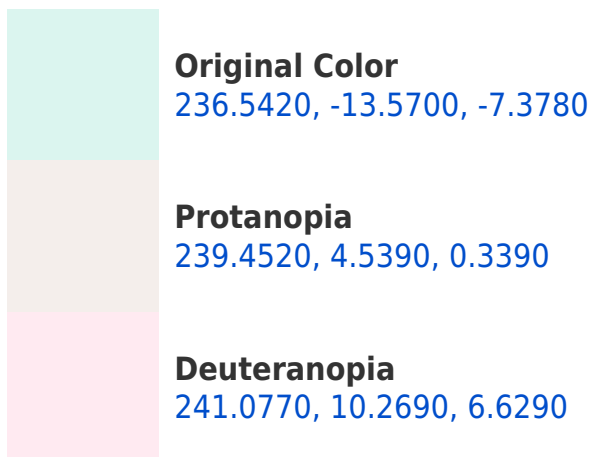 Original Color
236.5420, -13.5700, -7.3780
Protanopia
239.4520, 4.5390, 0.3390
Deuteranopia
241.0770, 10.2690, 6.6290